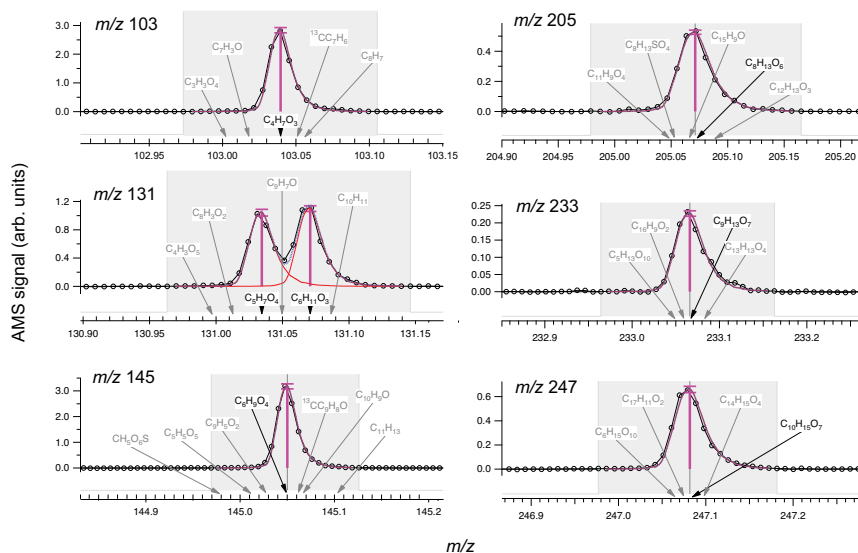 AMS signal (arb. units)
m/z 103
3.0
2.0
1.0
0.0
C₃H₃O₄
C₇H₃O
¹³CC₇H₆
C₈H₇
C₄H₇O₃
102.95
103.00
103.05
103.10
103.15
m/z 131
1.2
0.8
0.4
0.0
C₄H₃O₅
C₈H₃O₂
C₉H₇O
C₁₀H₁₁
C₅H₇O₄
C₆H₁₁O₃
130.90
130.95
131.00
131.05
131.10
131.15
m/z 145
3.0
2.0
1.0
0.0
CH₅O₆S
C₅H₅O₅
C₉H₅O₂
C₆H₉O₄
¹³CC₉H₈O
C₁₀H₉O
C₁₁H₁₃
144.9
145.0
145.1
145.2
m/z 205
0.4
0.2
0.0
C₁₁H₉O₄
C₈H₁₃SO₄
C₁₅H₉O
C₈H₁₃O₆
C₁₂H₁₃O₃
204.90
204.95
205.00
205.05
205.10
205.15
205.20
m/z 233
0.25
0.20
0.15
0.10
0.05
0.00
C₅H₁₃O₁₀
C₁₆H₉O₂
C₉H₁₃O₇
C₁₃H₁₃O₄
232.9
233.0
233.1
233.2
m/z 247
0.6
0.4
0.2
0.0
C₆H₁₅O₁₀
C₁₇H₁₁O₂
C₁₄H₁₅O₄
C₁₀H₁₅O₇
246.9
247.0
247.1
247.2
m/z